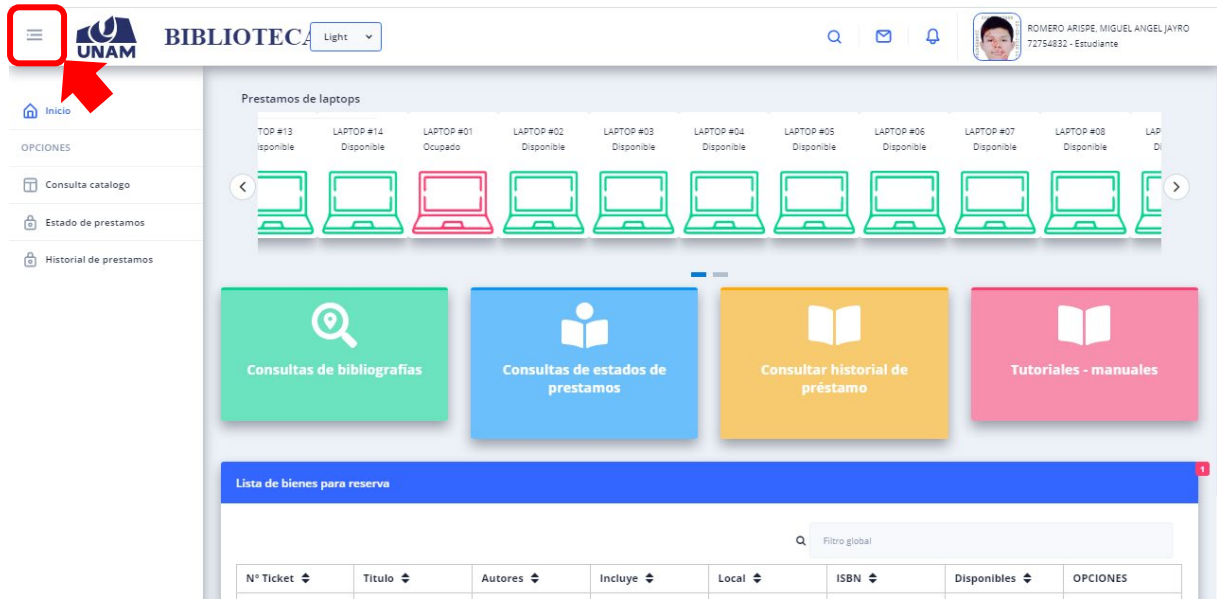 UNAM
BIBLIOTECA
Light
ROMERO ARISPE, MIGUEL ANGEL JAYRO
72754832 - Estudiante
Inicio
OPCIONES
Consulta catalogo
Estado de prestamos
Historial de prestamos
Prestamos de laptops
TOP #13 LAPTOP #14 LAPTOP #01 LAPTOP #02 LAPTOP #03 LAPTOP #04 LAPTOP #05 LAPTOP #06 LAPTOP #07 LAPTOP #08 LAP
isponible Disponible Ocupado Disponible Disponible Disponible Disponible Disponible Disponible Disponible Di
Consultas de bibliografías
Consultas de estados de
prestamos
Consultar historial de
préstamo
Tutoriales - manuales
Lista de bienes para reserva
1
Filtro global
N° Ticket Titulo Autores Incluye Local ISBN Disponibles OPCIONES